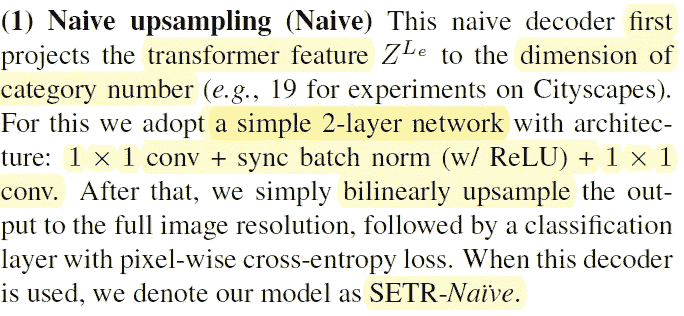 (1) Naive upsampling (Naive) This naive decoder first
projects the transformer feature Z^{L_e} to the dimension of
category number (e.g., 19 for experiments on Cityscapes).
For this we adopt a simple 2-layer network with architec-
ture: 1 × 1 conv + sync batch norm (w/ ReLU) + 1 × 1
conv. After that, we simply bilinearly upsample the out-
put to the full image resolution, followed by a classification
layer with pixel-wise cross-entropy loss. When this decoder
is used, we denote our model as SETR-Naïve.